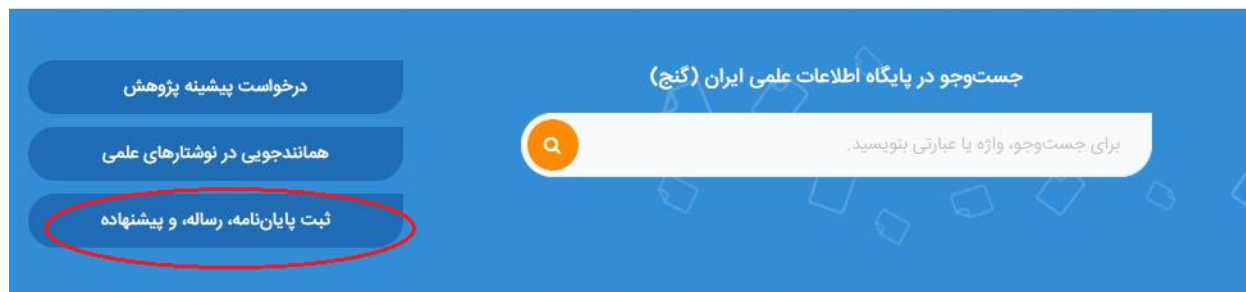 جست‌وجو در پایگاه اطلاعات علمی ایران (گنج)
برای جست‌وجو، واژه یا عبارتی بنویسید.
درخواست پیشینه پژوهش
همانندجویی در نوشتارهای علمی
ثبت پایان‌نامه، رساله، و پیشنهاده